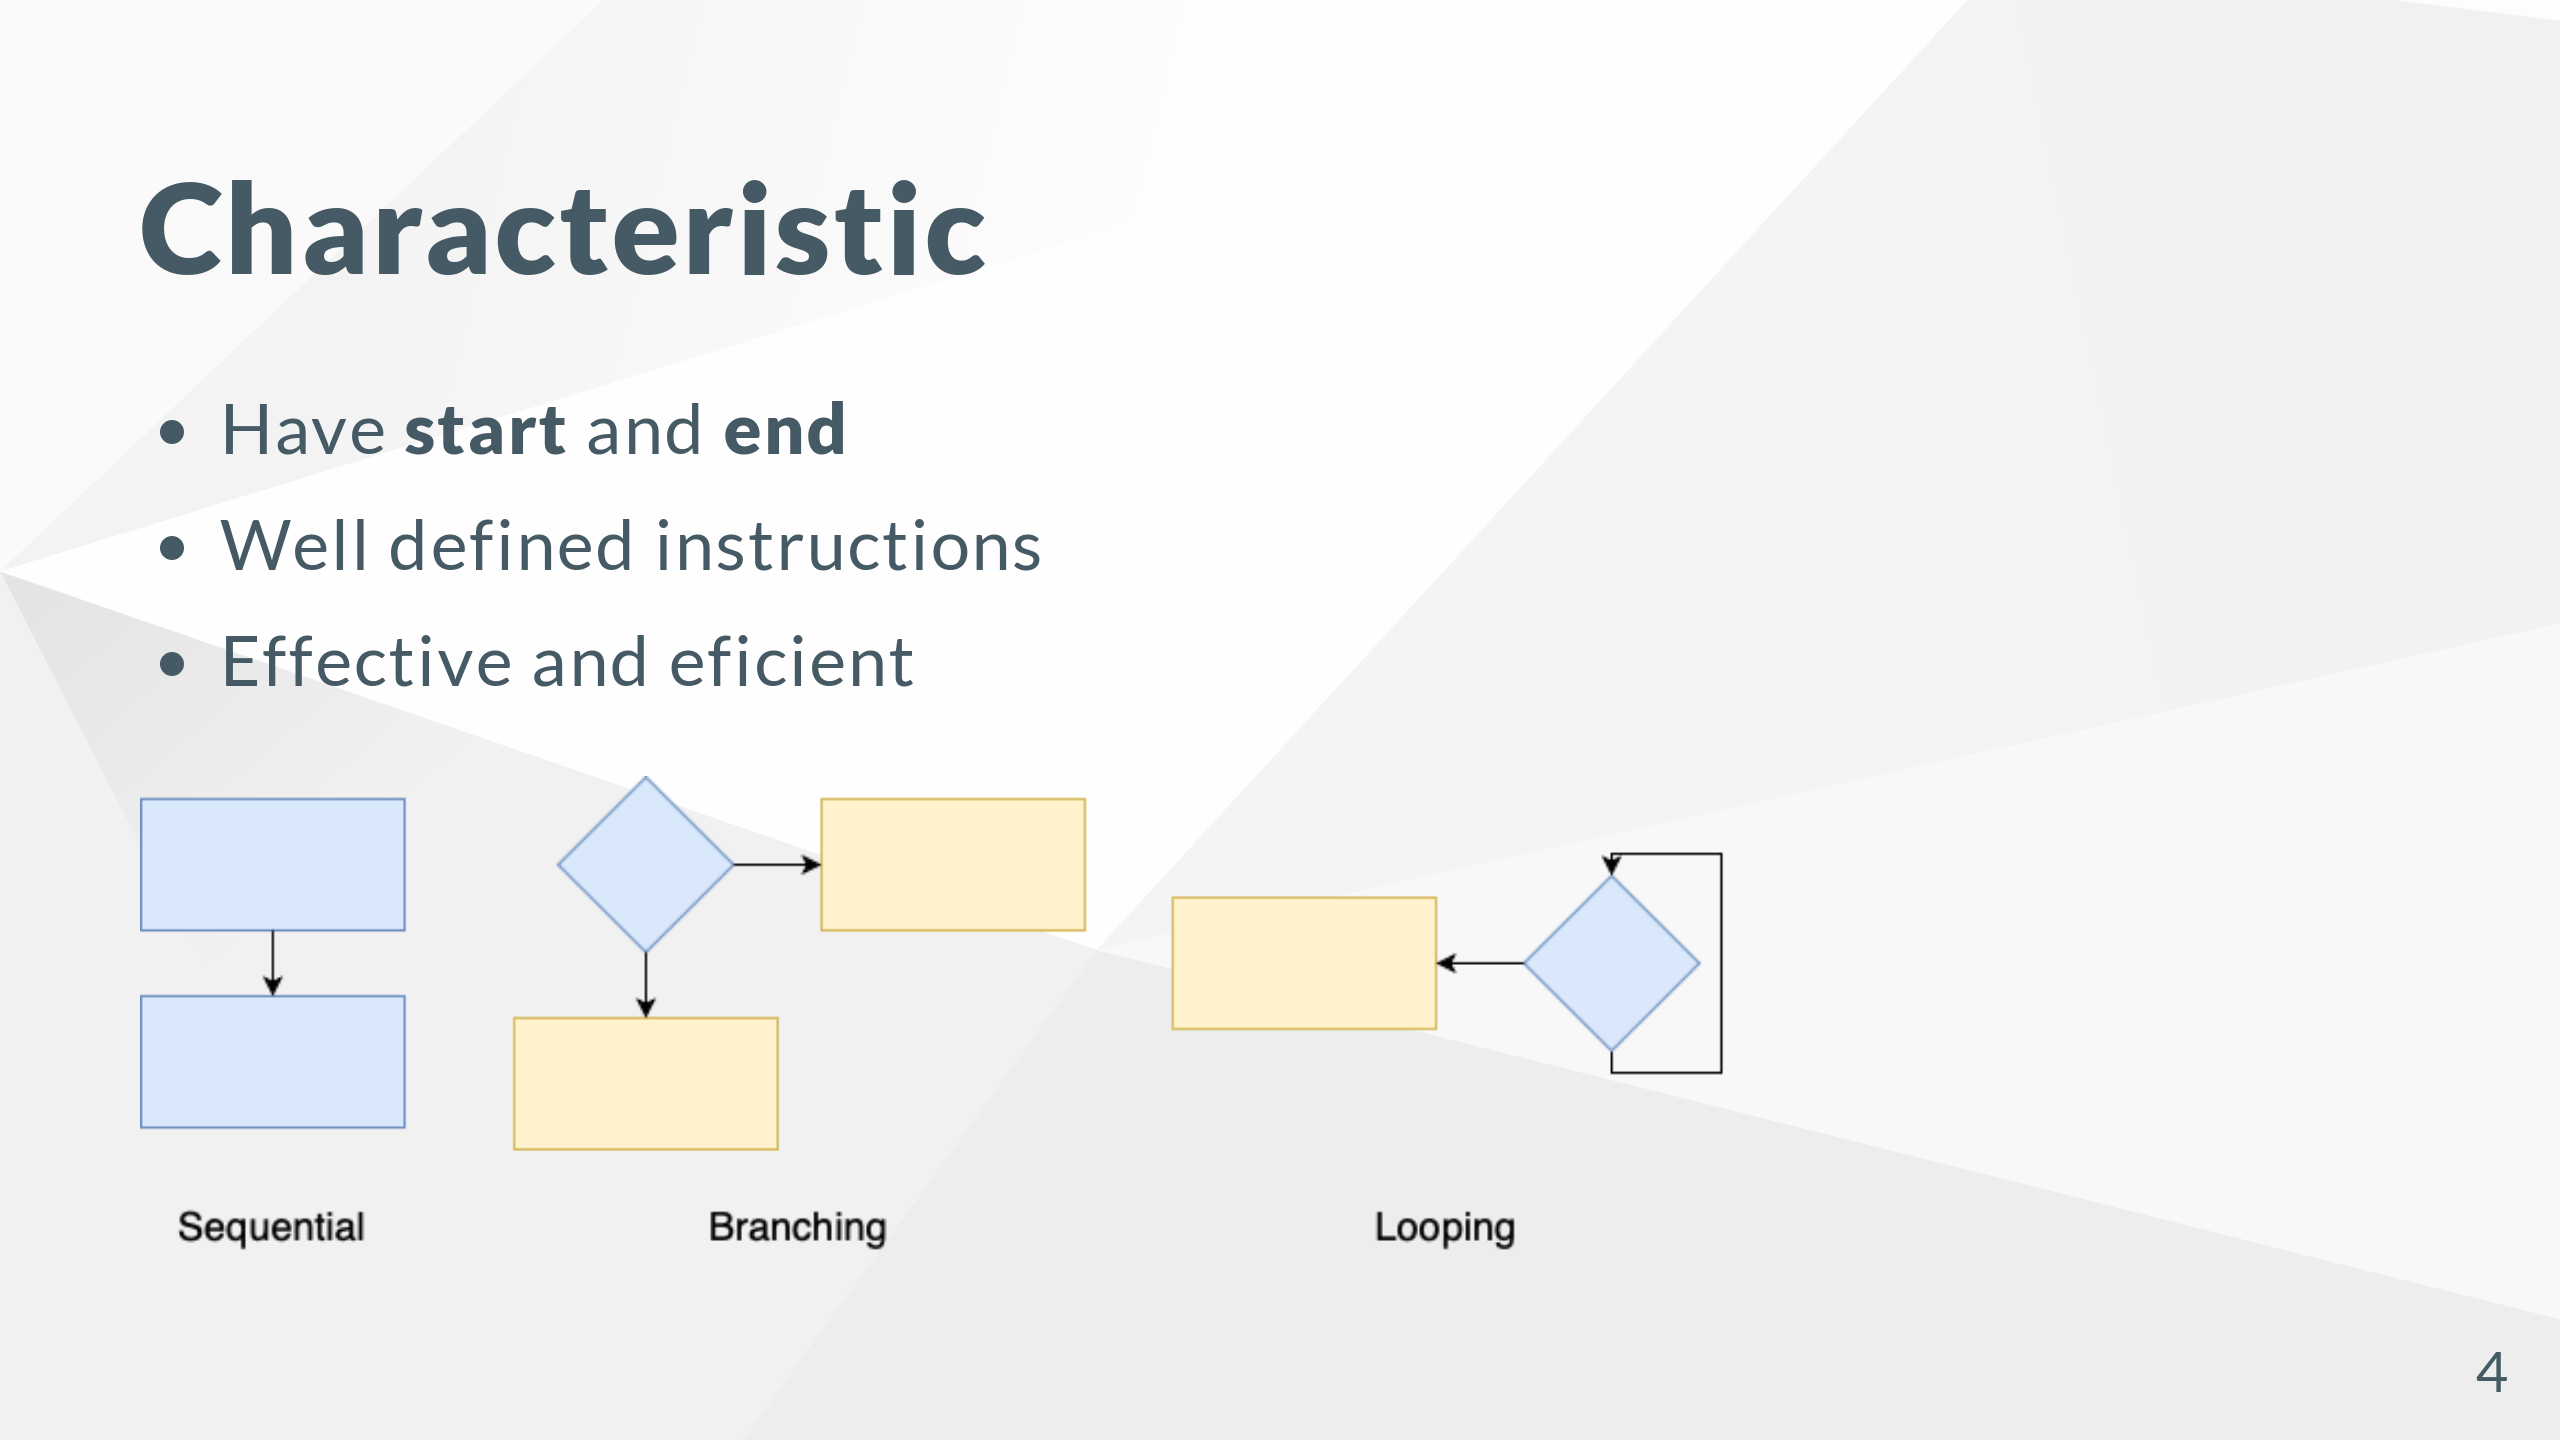 Characteristic
• Have start and end
• Well defined instructions
• Effective and eficient
Sequential
Branching
Looping
4